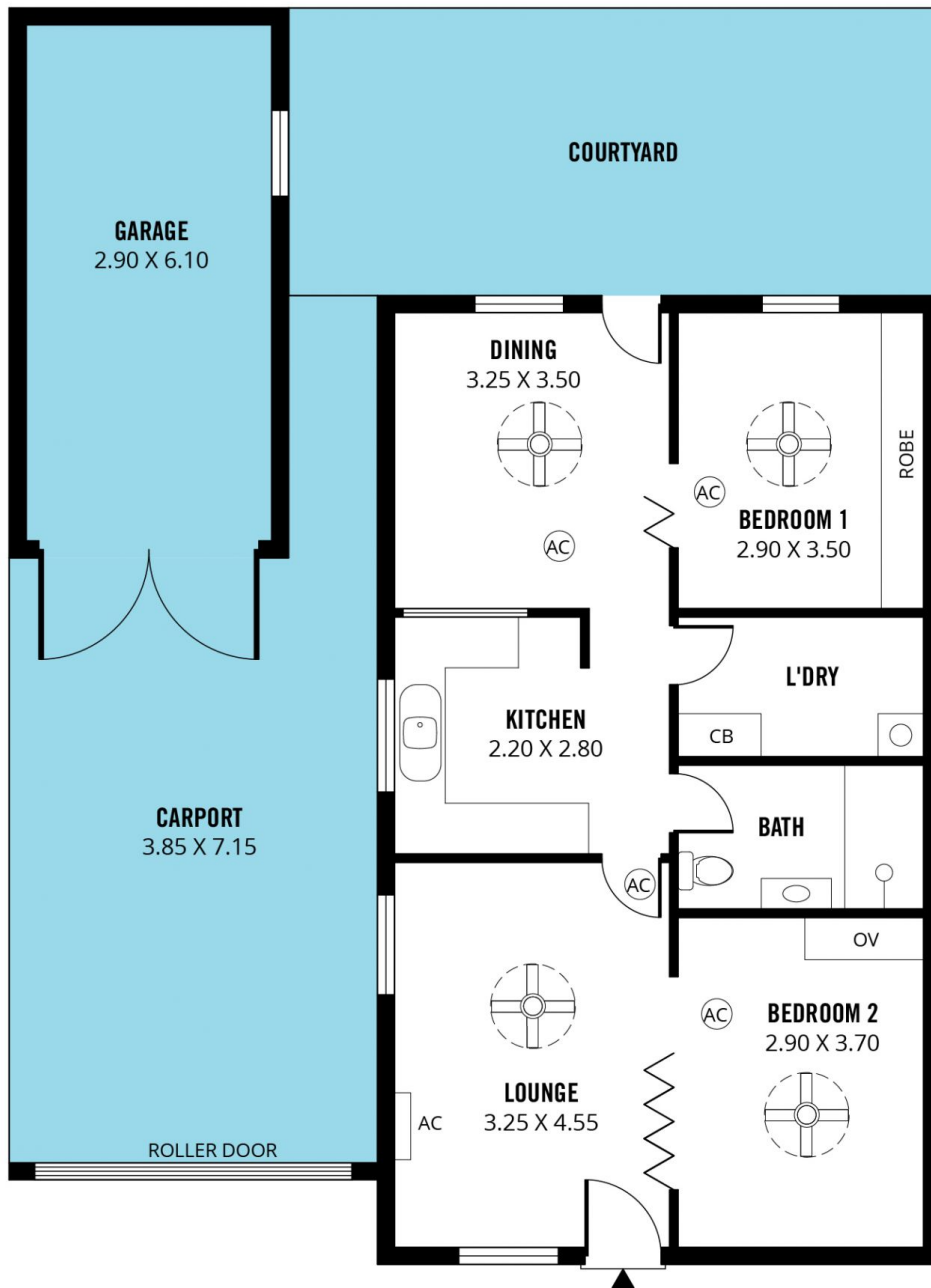 COURTYARD
GARAGE
2.90 X 6.10
DINING
3.25 X 3.50
ROBE
AC
BEDROOM 1
2.90 X 3.50
AC
L'DRY
KITCHEN
2.20 X 2.80
CB
CARPORT
3.85 X 7.15
BATH
AC
OV
AC
BEDROOM 2
2.90 X 3.70
LOUNGE
3.25 X 4.55
AC
ROLLER DOOR